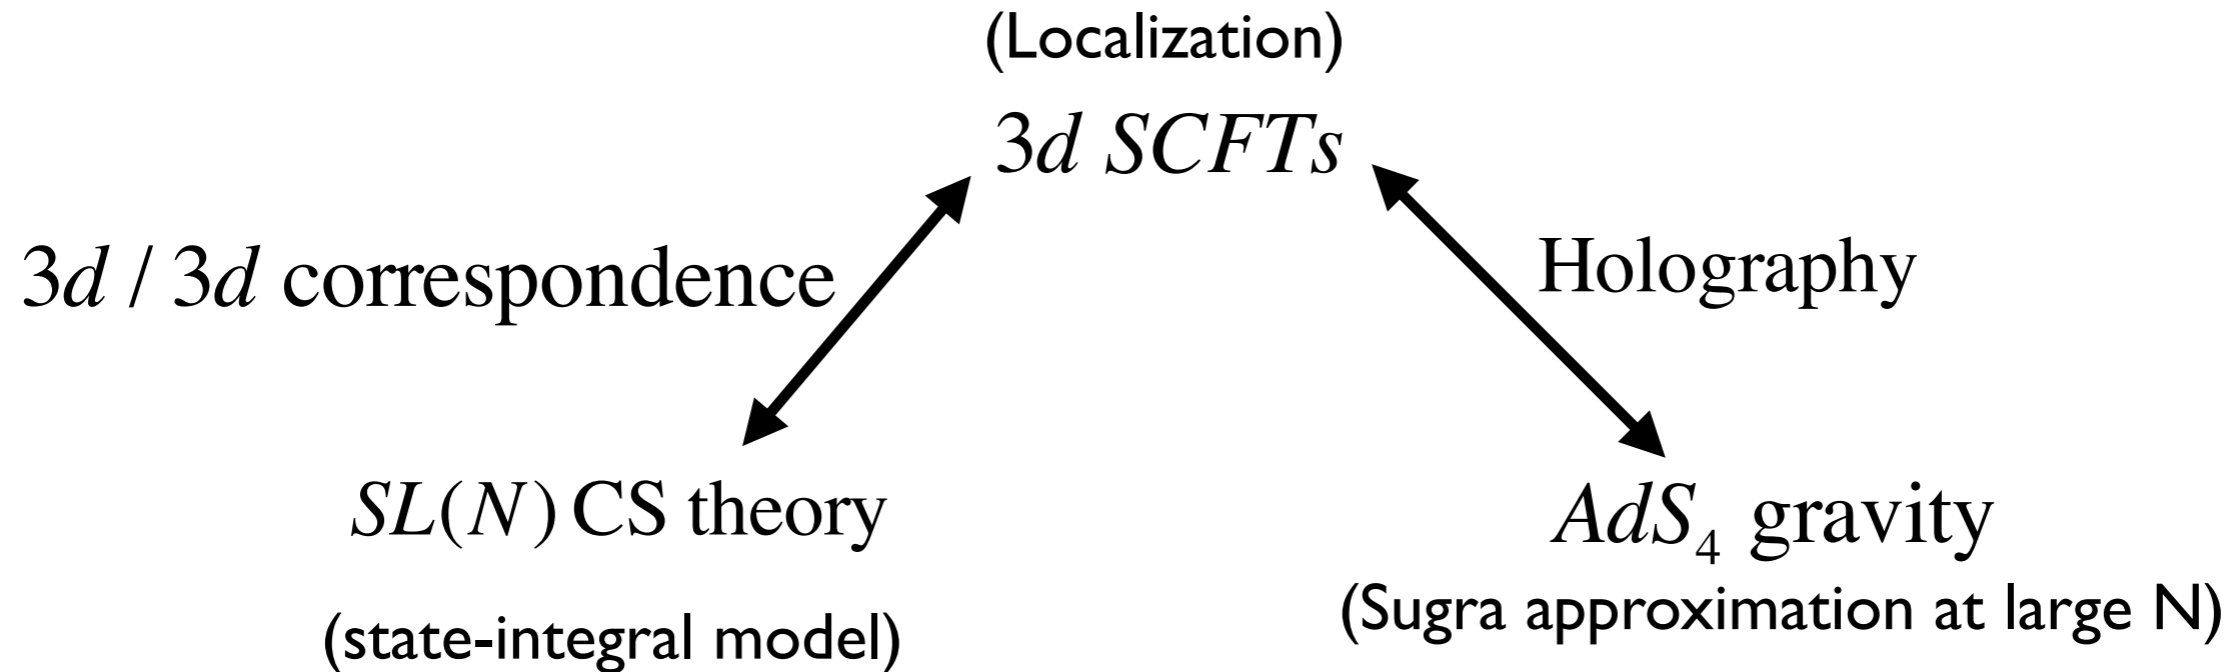 (Localization)
3d SCFTs
3d / 3d correspondence
Holography
SL(N) CS theory
AdS₄ gravity
(state-integral model)
(Sugra approximation at large N)